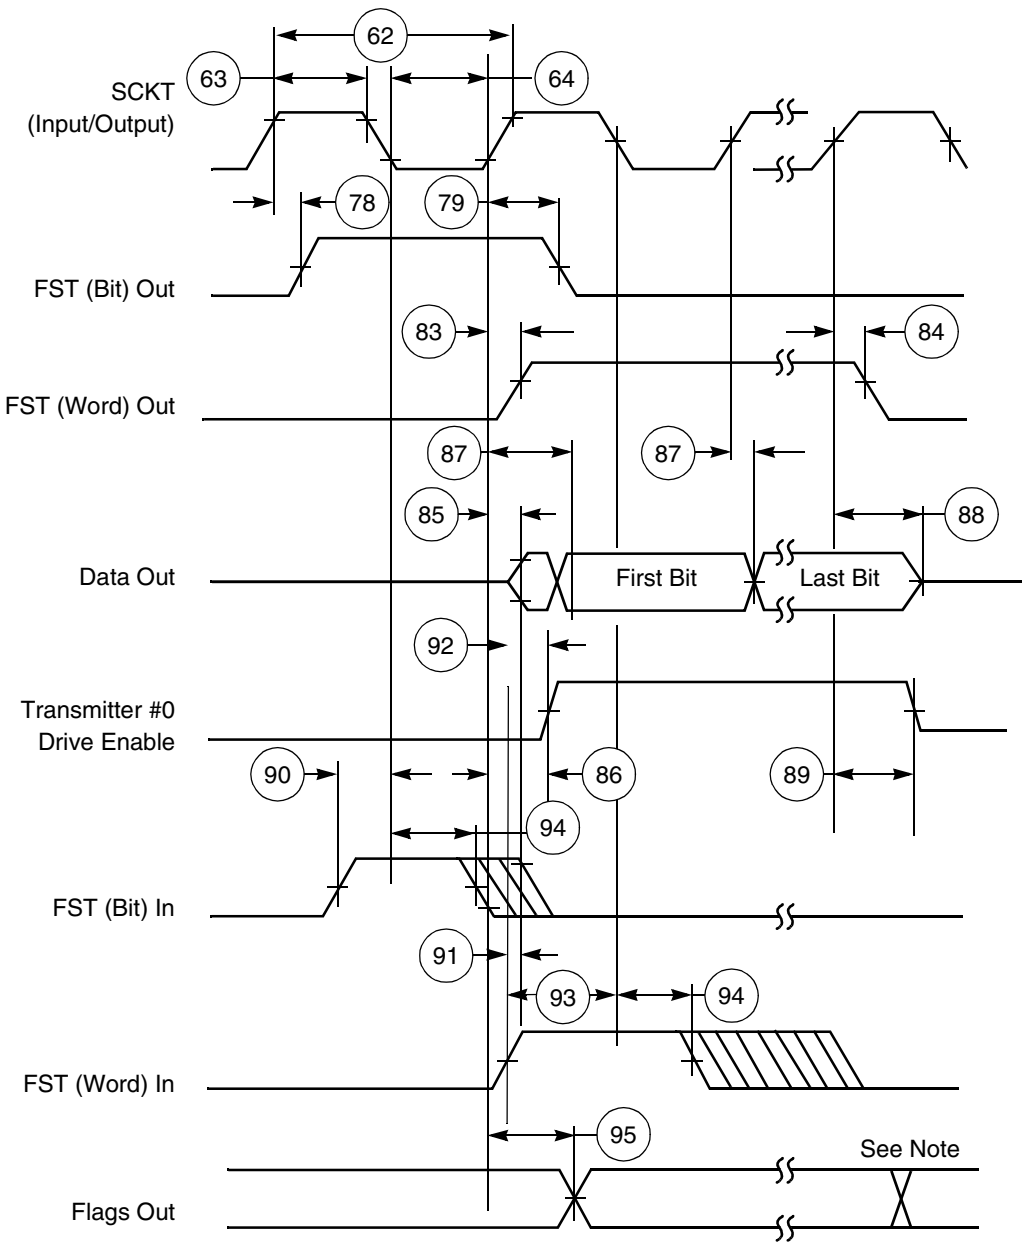 62
63
64
SCKT
(Input/Output)
78
79
FST (Bit) Out
83
84
FST (Word) Out
87
87
85
88
Data Out
First Bit
Last Bit
92
Transmitter #0
Drive Enable
90
86
89
94
FST (Bit) In
91
93
94
FST (Word) In
95
See Note
Flags Out